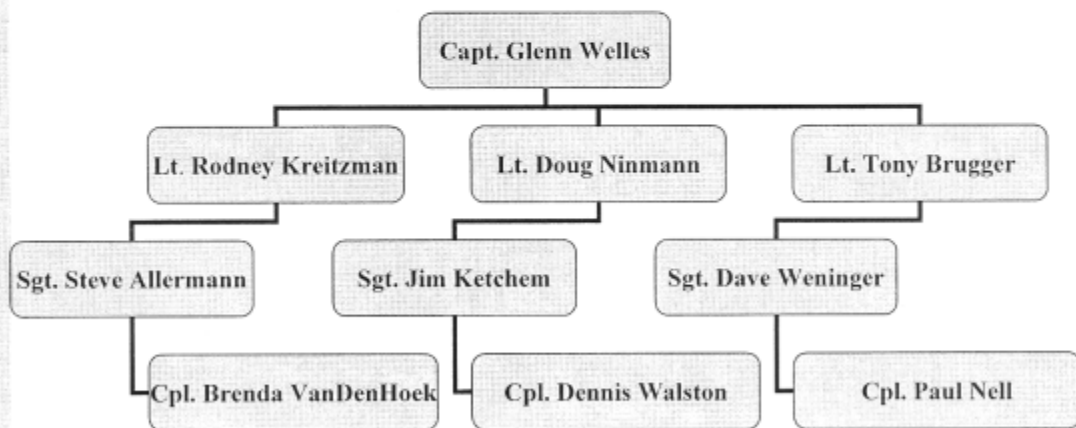 Capt. Glenn Welles
Lt. Rodney Kreitzman
Lt. Doug Ninmann
Lt. Tony Brugger
Sgt. Steve Allermann
Sgt. Jim Ketchem
Sgt. Dave Weninger
Cpl. Brenda VanDenHoek
Cpl. Dennis Walston
Cpl. Paul Nell